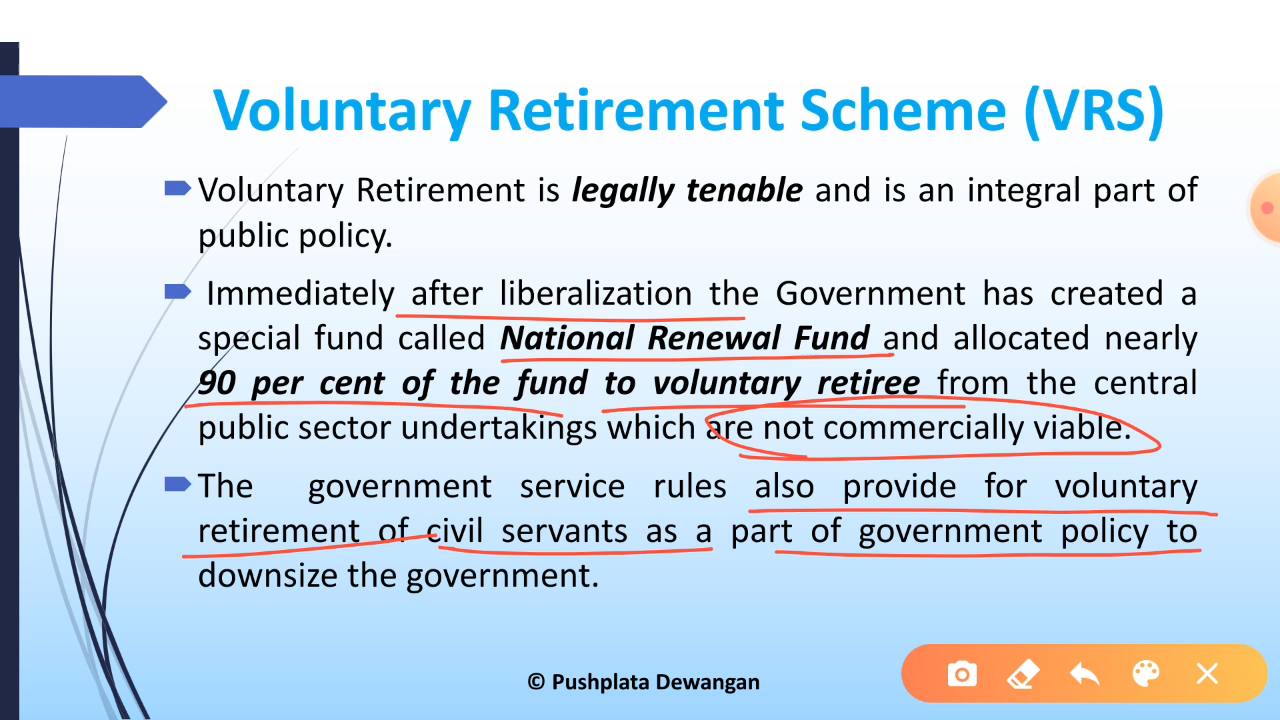 Voluntary Retirement Scheme (VRS)
Voluntary Retirement is legally tenable and is an integral part of
public policy.
Immediately after liberalization the Government has created a
special fund called National Renewal Fund and allocated nearly
90 per cent of the fund to voluntary retiree from the central
public sector undertakings which are not commercially viable.
The government service rules also provide for voluntary
retirement of civil servants as a part of government policy to
downsize the government.
© Pushplata Dewangan